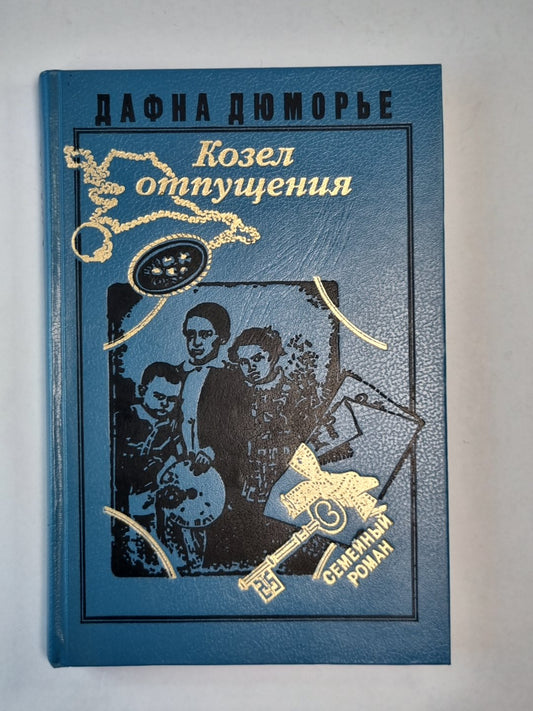 ДАФНА ДЮМОРЬЕ
Козел
отпущения
СЕМЕЙНЫЙ
РОМАН